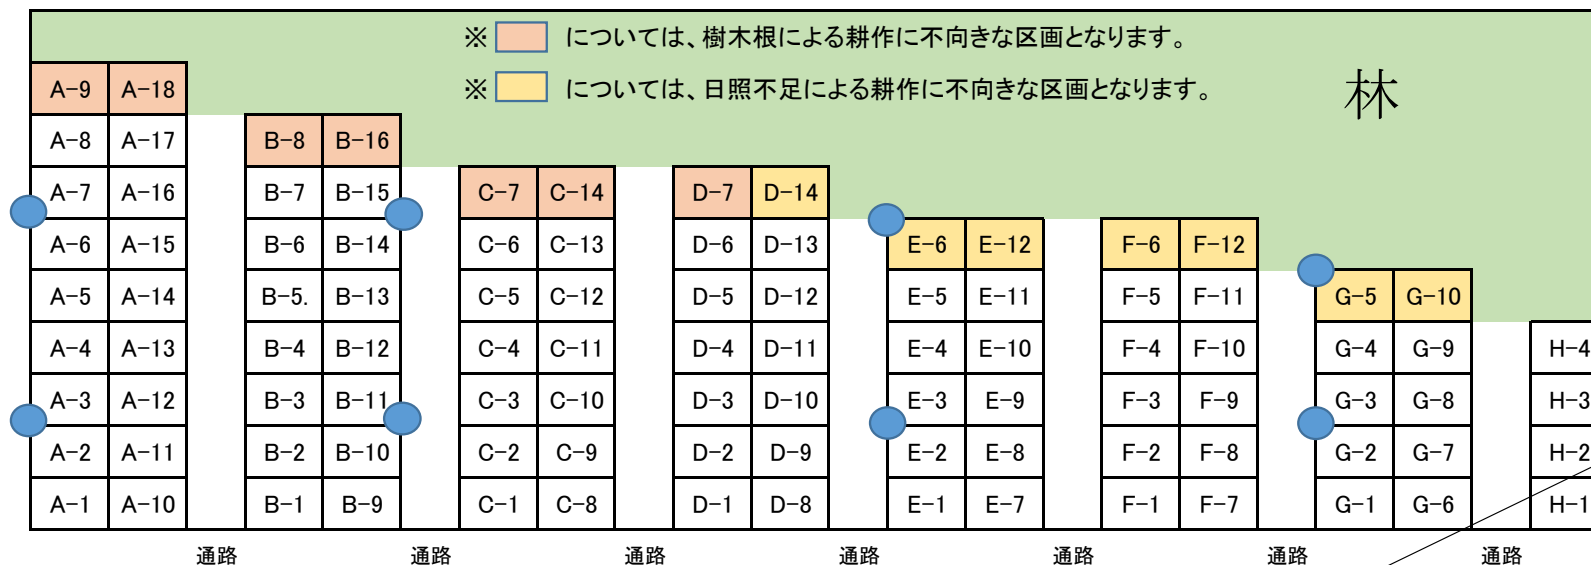 ※ については、樹木根による耕作に不向きな区画となります。
※ については、日照不足による耕作に不向きな区画となります。
林
A-9 A-18
A-8 A-17 B-8 B-16
A-7 A-16 B-7 B-15 C-7 C-14 D-7 D-14
A-6 A-15 B-6 B-14 C-6 C-13 D-6 D-13 E-6 E-12 F-6 F-12
A-5 A-14 B-5. B-13 C-5 C-12 D-5 D-12 E-5 E-11 F-5 F-11 G-5 G-10
A-4 A-13 B-4 B-12 C-4 C-11 D-4 D-11 E-4 E-10 F-4 F-10 G-4 G-9 H-4
A-3 A-12 B-3 B-11 C-3 C-10 D-3 D-10 E-3 E-9 F-3 F-9 G-3 G-8 H-3
A-2 A-11 B-2 B-10 C-2 C-9 D-2 D-9 E-2 E-8 F-2 F-8 G-2 G-7 H-2
A-1 A-10 B-1 B-9 C-1 C-8 D-1 D-8 E-1 E-7 F-1 F-7 G-1 G-6 H-1
通路 通路 通路 通路 通路 通路 通路